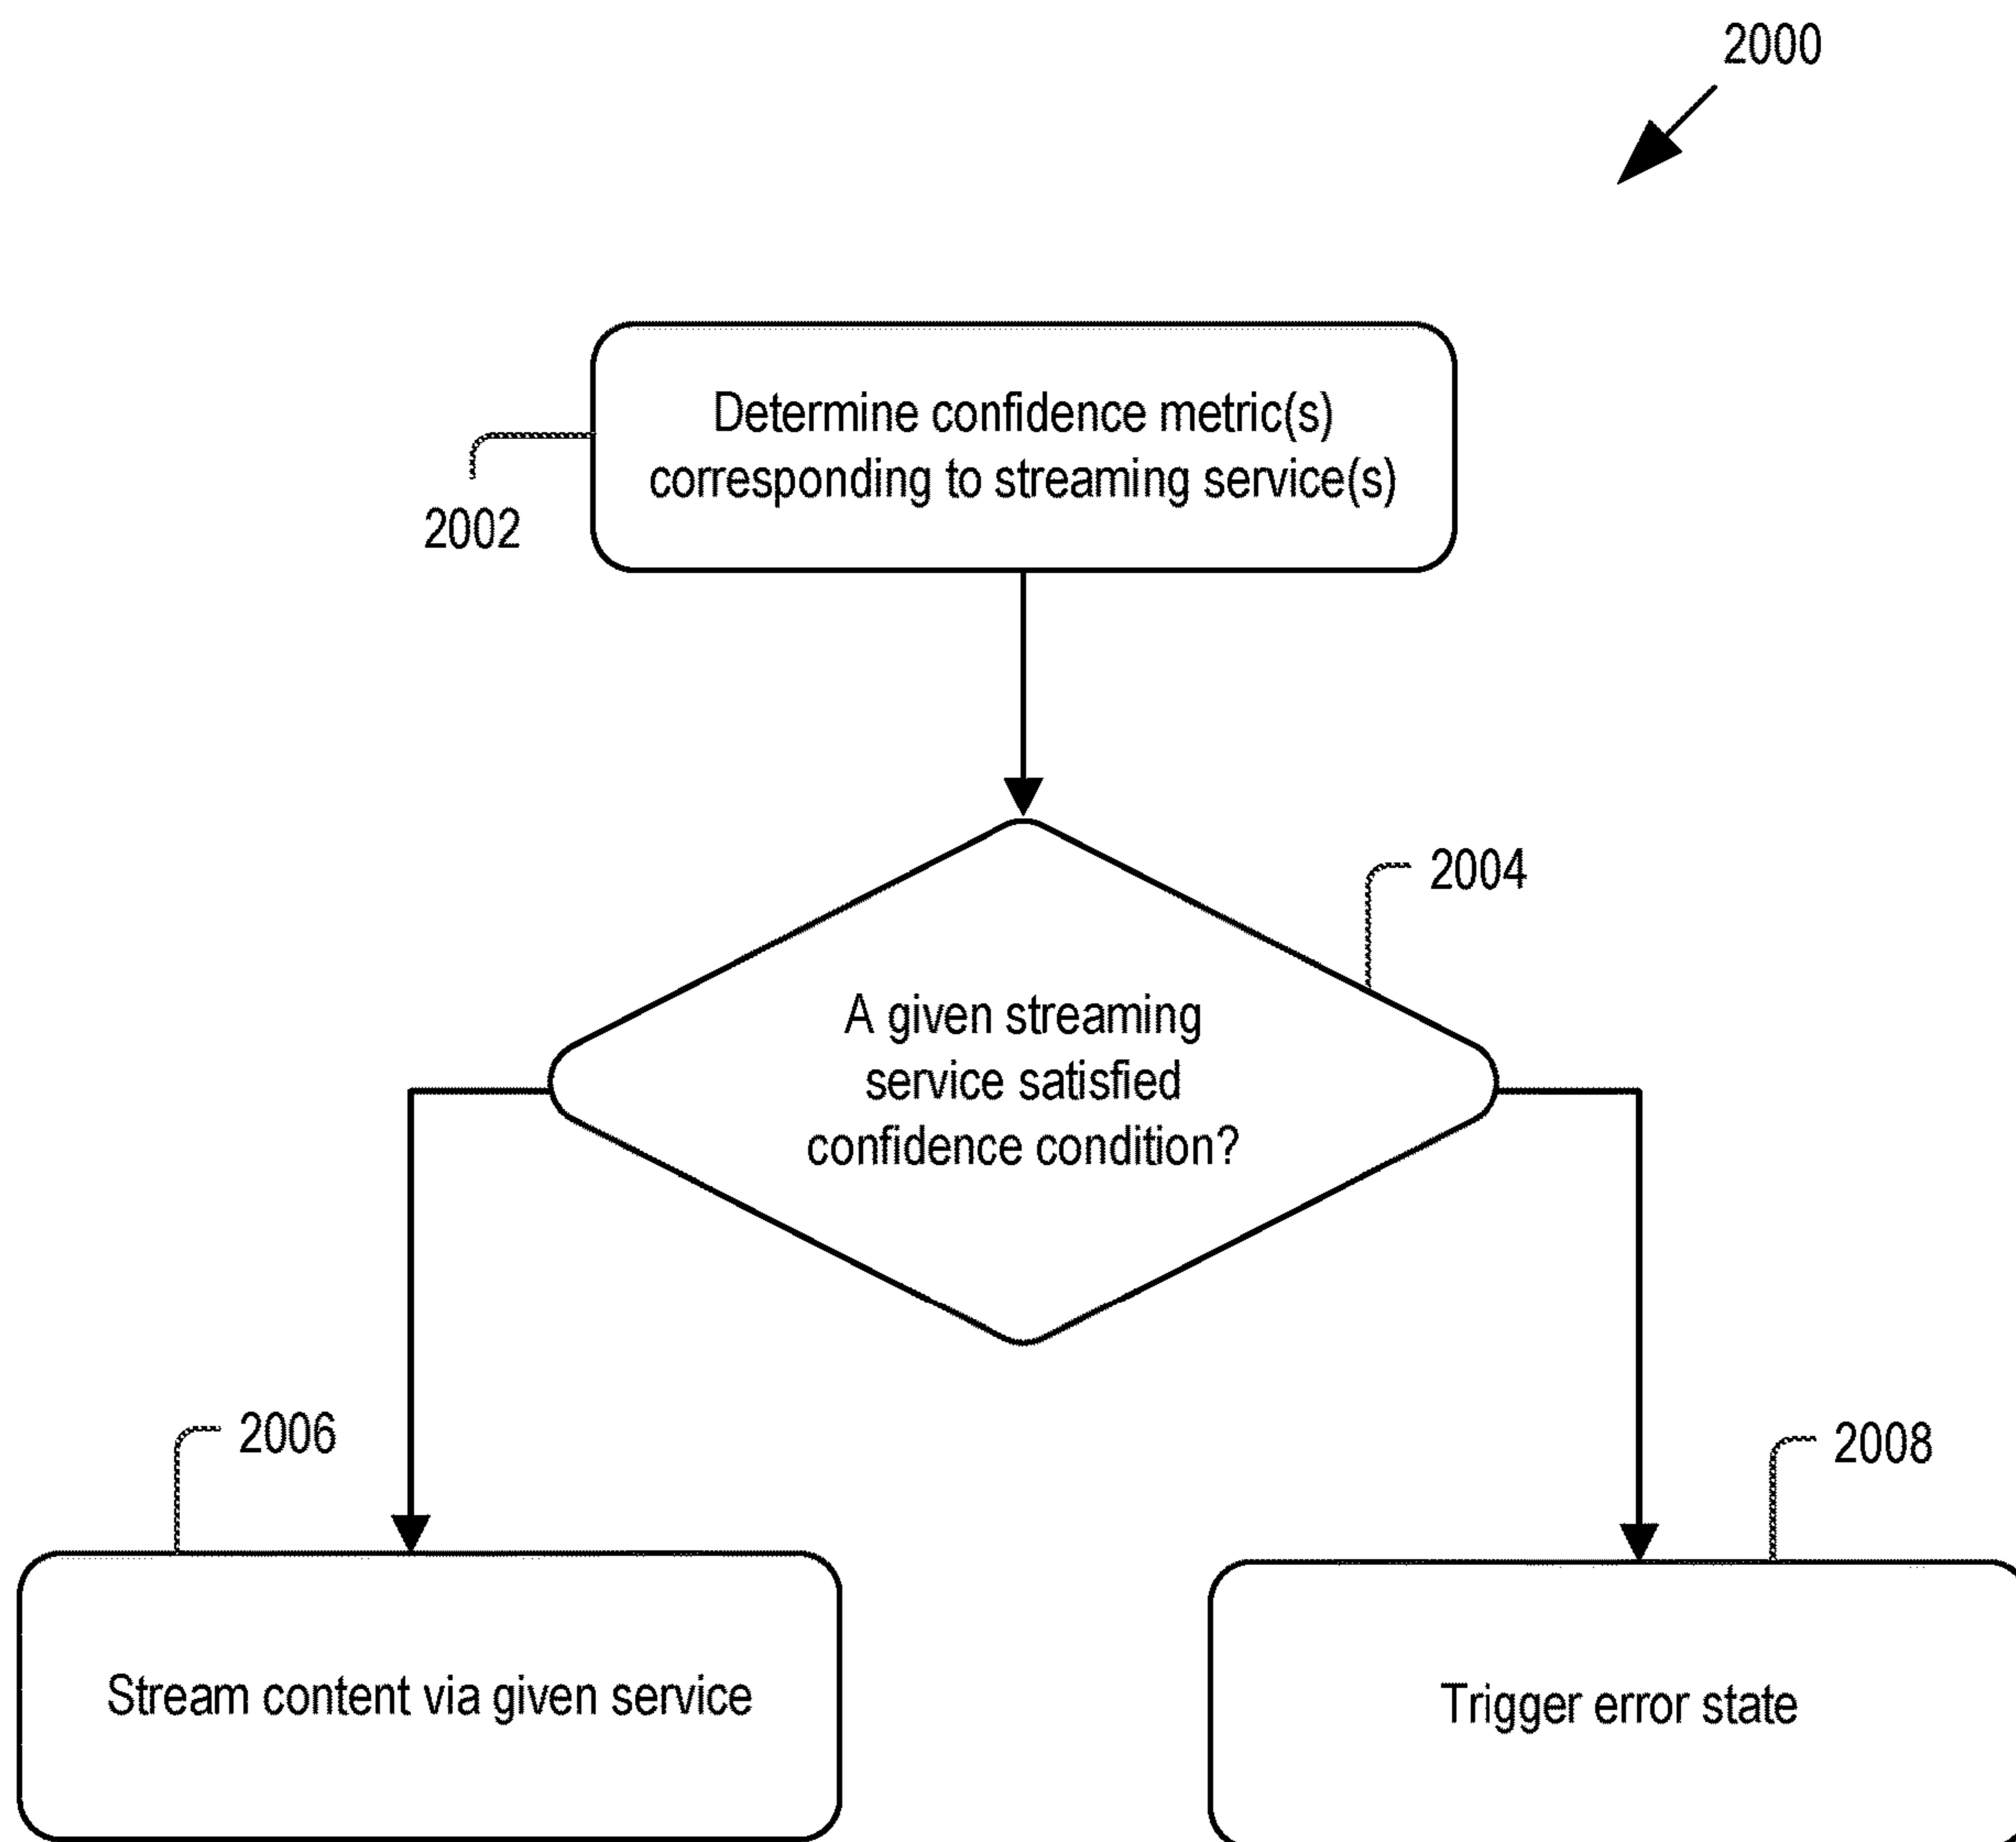 2000
Determine confidence metric(s)
corresponding to streaming service(s)
2002
2004
A given streaming
service satisfied
confidence condition?
2006
2008
Stream content via given service
Trigger error state